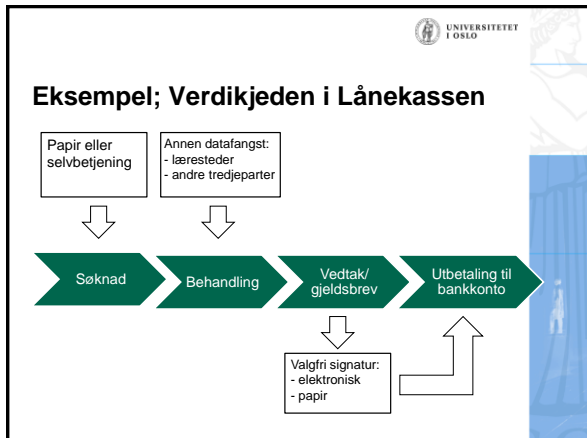 UNIVERSITETET
I OSLO
Eksempel; Verdikjeden i Lånekassen
Papir eller
selvbetjening
Annen datafangst:
- læresteder
- andre tredjeparter
Søknad
Behandling
Vedtak/
gjeldsbrev
Utbetaling til
bankkonto
Valgfri signatur:
- elektronisk
- papir